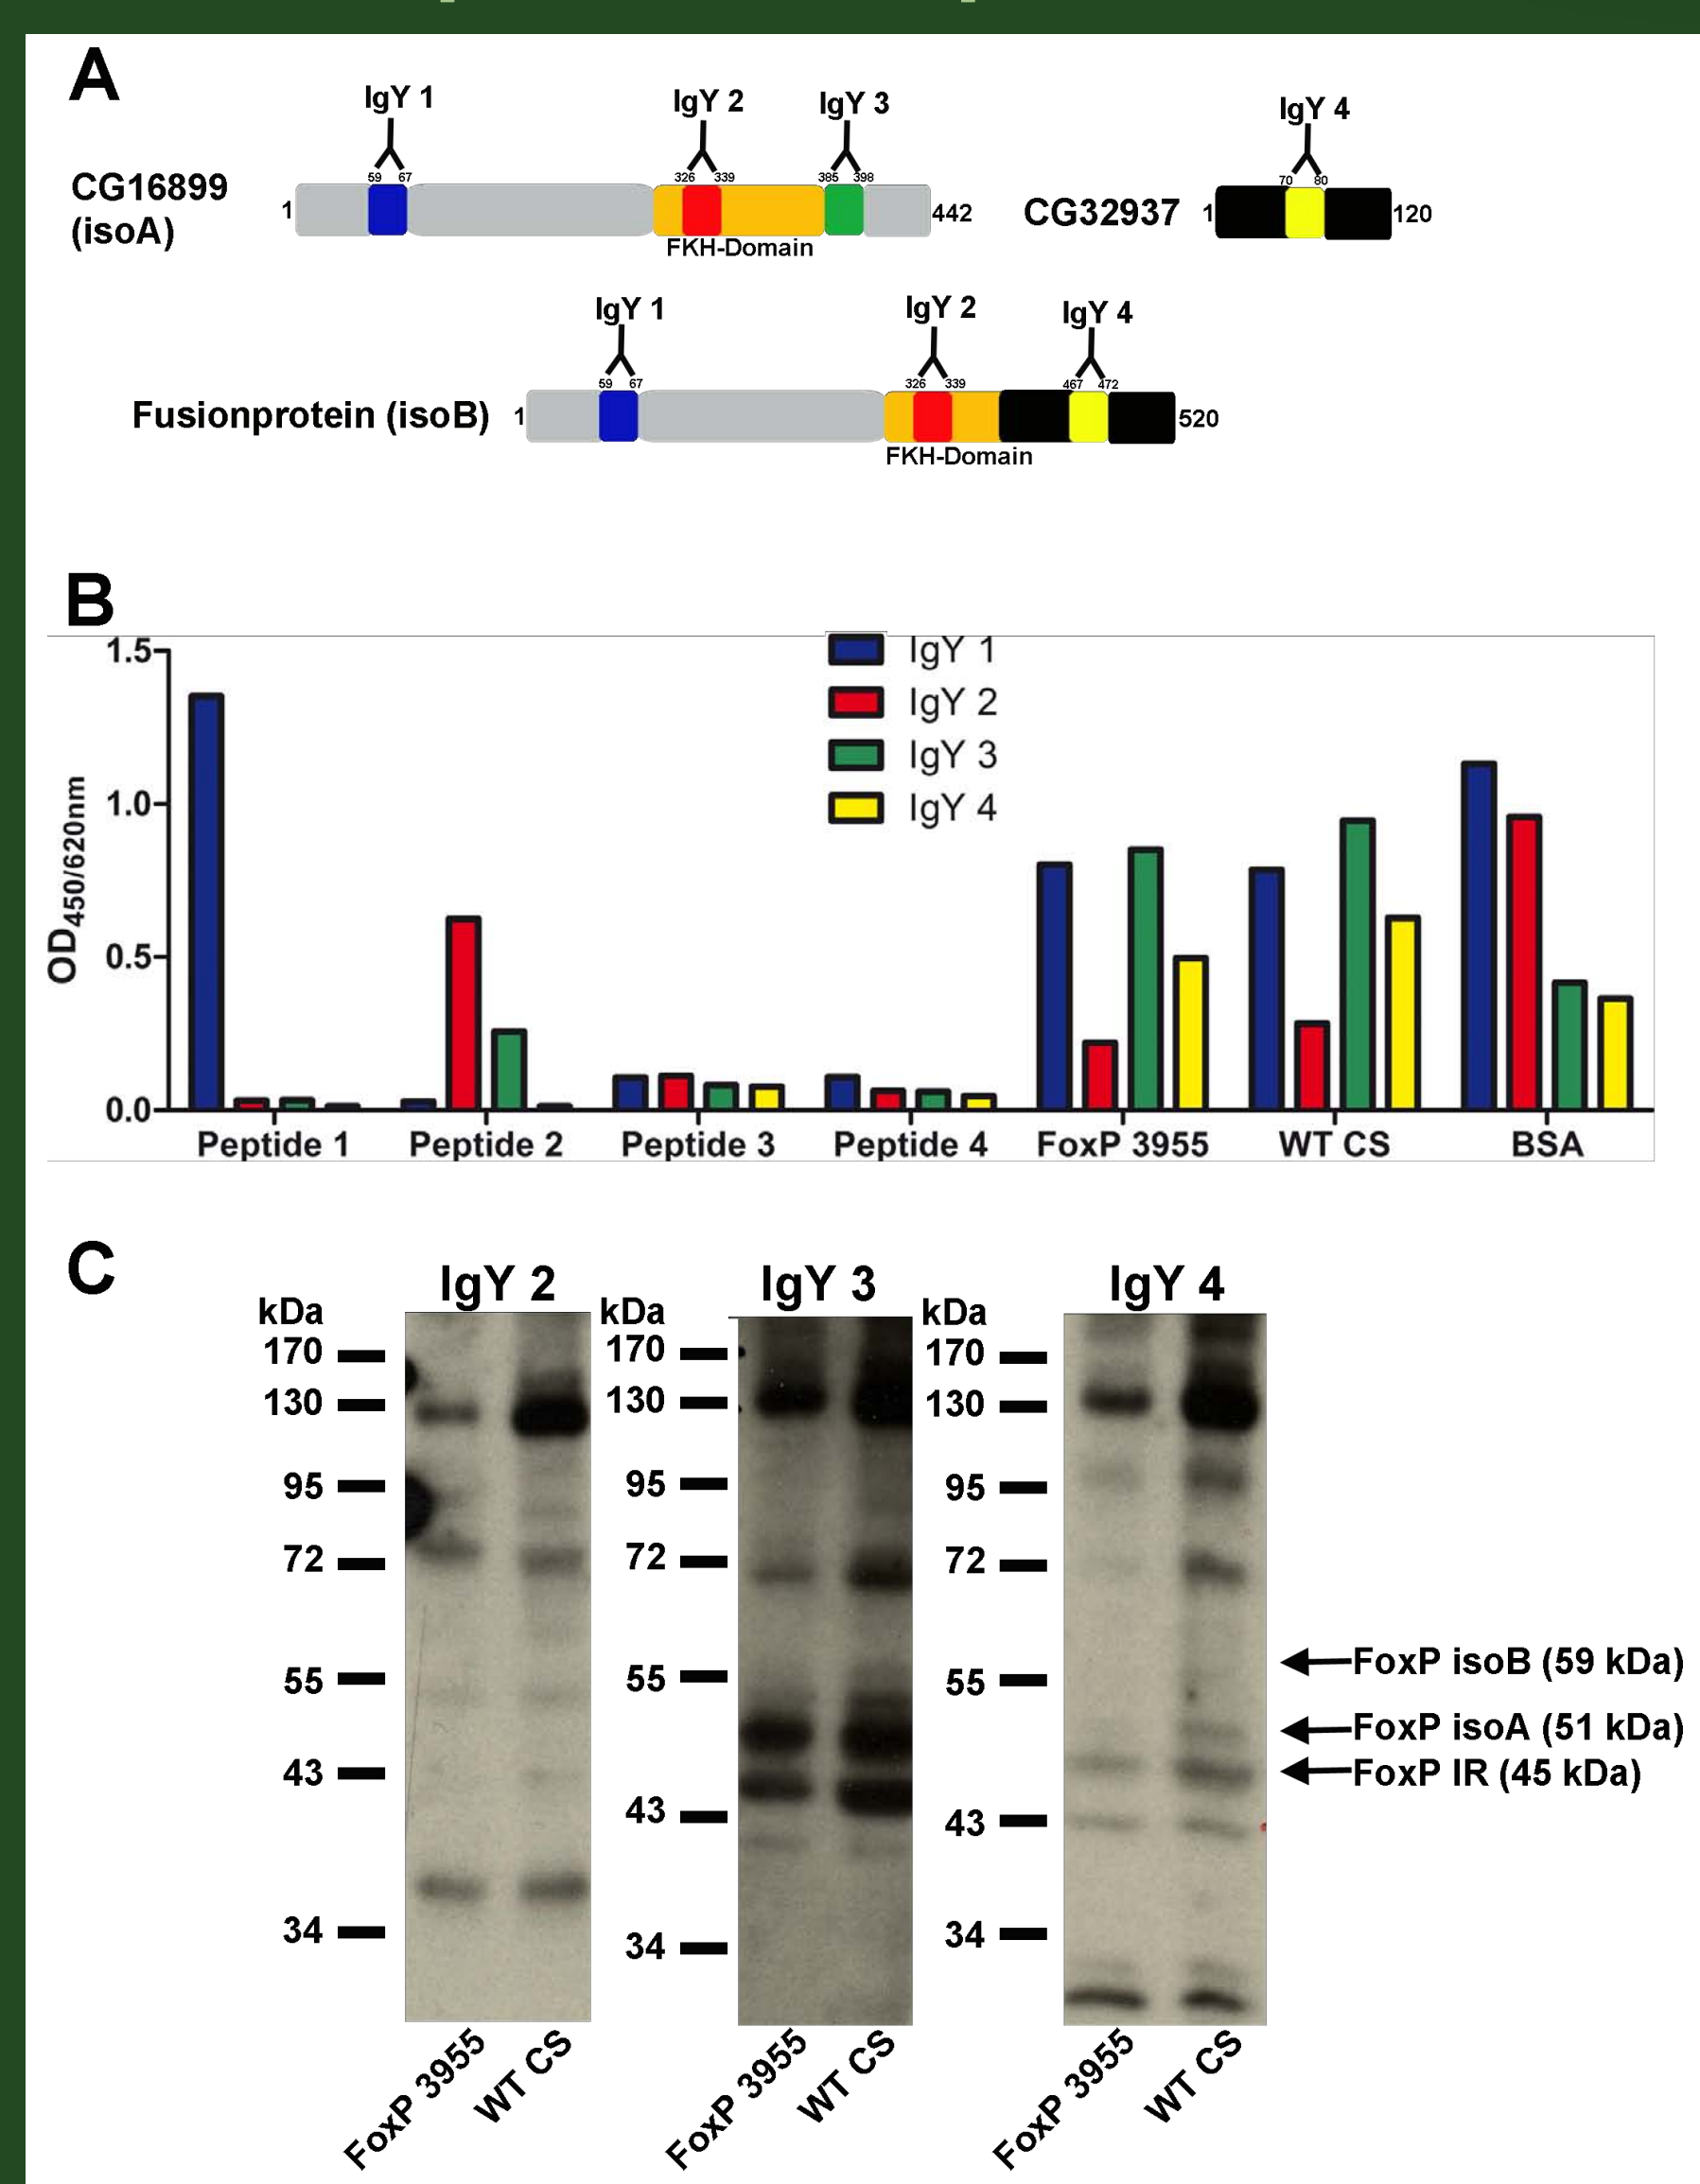 A
IgY 1
IgY 2
IgY 3
IgY 4
CG16899
(isoA)
1
59
67
326
339
385
398
442
FKH-Domain
CG32937
1
70
80
120
IgY 1
IgY 2
IgY 4
Fusionprotein (isoB)
1
59
67
326
339
467
472
520
FKH-Domain
B
OD450/620nm
1.5
1.0
0.5
0.0
IgY 1
IgY 2
IgY 3
IgY 4
Peptide 1
Peptide 2
Peptide 3
Peptide 4
FoxP 3955
WT CS
BSA
C
IgY 2
kDa
170
130
95
72
55
43
34
FoxP 3955
WT CS
IgY 3
kDa
170
130
95
72
55
43
34
FoxP 3955
WT CS
IgY 4
kDa
170
130
95
72
55
43
34
FoxP 3955
WT CS
FoxP isoB (59 kDa)
FoxP isoA (51 kDa)
FoxP IR (45 kDa)